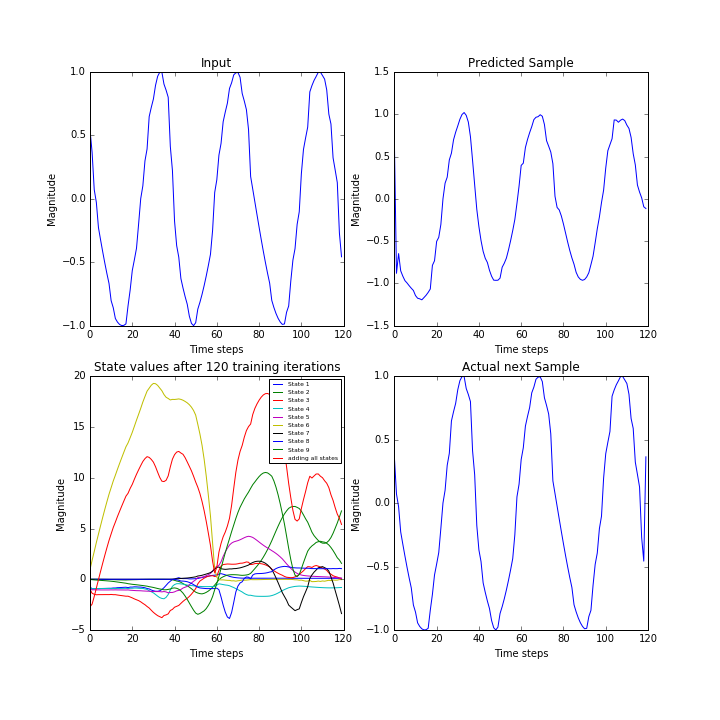 Input
Magnitude
1.0
0.5
0.0
−0.5
−1.0
0 20 40 60 80 100 120
Time steps
Predicted Sample
Magnitude
1.5
1.0
0.5
0.0
−0.5
−1.0
−1.5
0 20 40 60 80 100 120
Time steps
State values after 120 training iterations
Magnitude
20
15
10
5
0
−5
0 20 40 60 80 100 120
Time steps
State 1
State 2
State 3
State 4
State 5
State 6
State 7
State 8
State 9
adding all states
Actual next Sample
Magnitude
1.0
0.5
0.0
−0.5
−1.0
0 20 40 60 80 100 120
Time steps